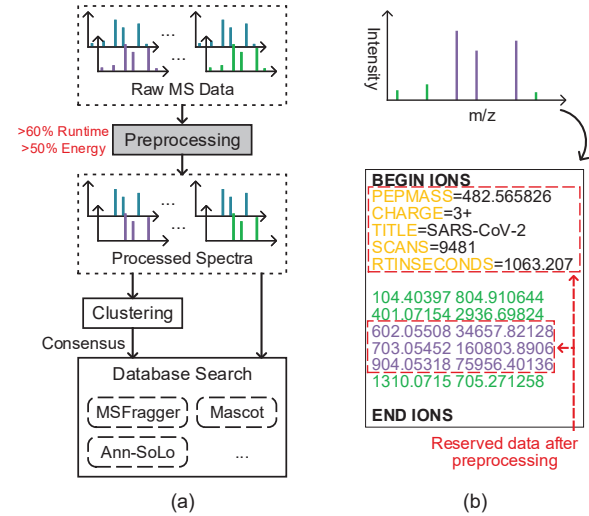 ...
...
Raw MS Data
>60% Runtime
>50% Energy
Preprocessing
...
...
Processed Spectra
Clustering
Consensus
Database Search
MSFragger
Mascot
Ann-SoLo
...
(a)
Intensity
m/z
BEGIN IONS
PEPMASS=482.565826
CHARGE=3+
TITLE=SARS-CoV-2
SCANS=9481
RTINSECONDS=1063.207
104.40397 804.910644
401.07154 2936.69824
602.05508 34657.82128
703.05452 160803.8906
904.05318 75956.40136
1310.0715 705.271258
END IONS
Reserved data after
preprocessing
(b)